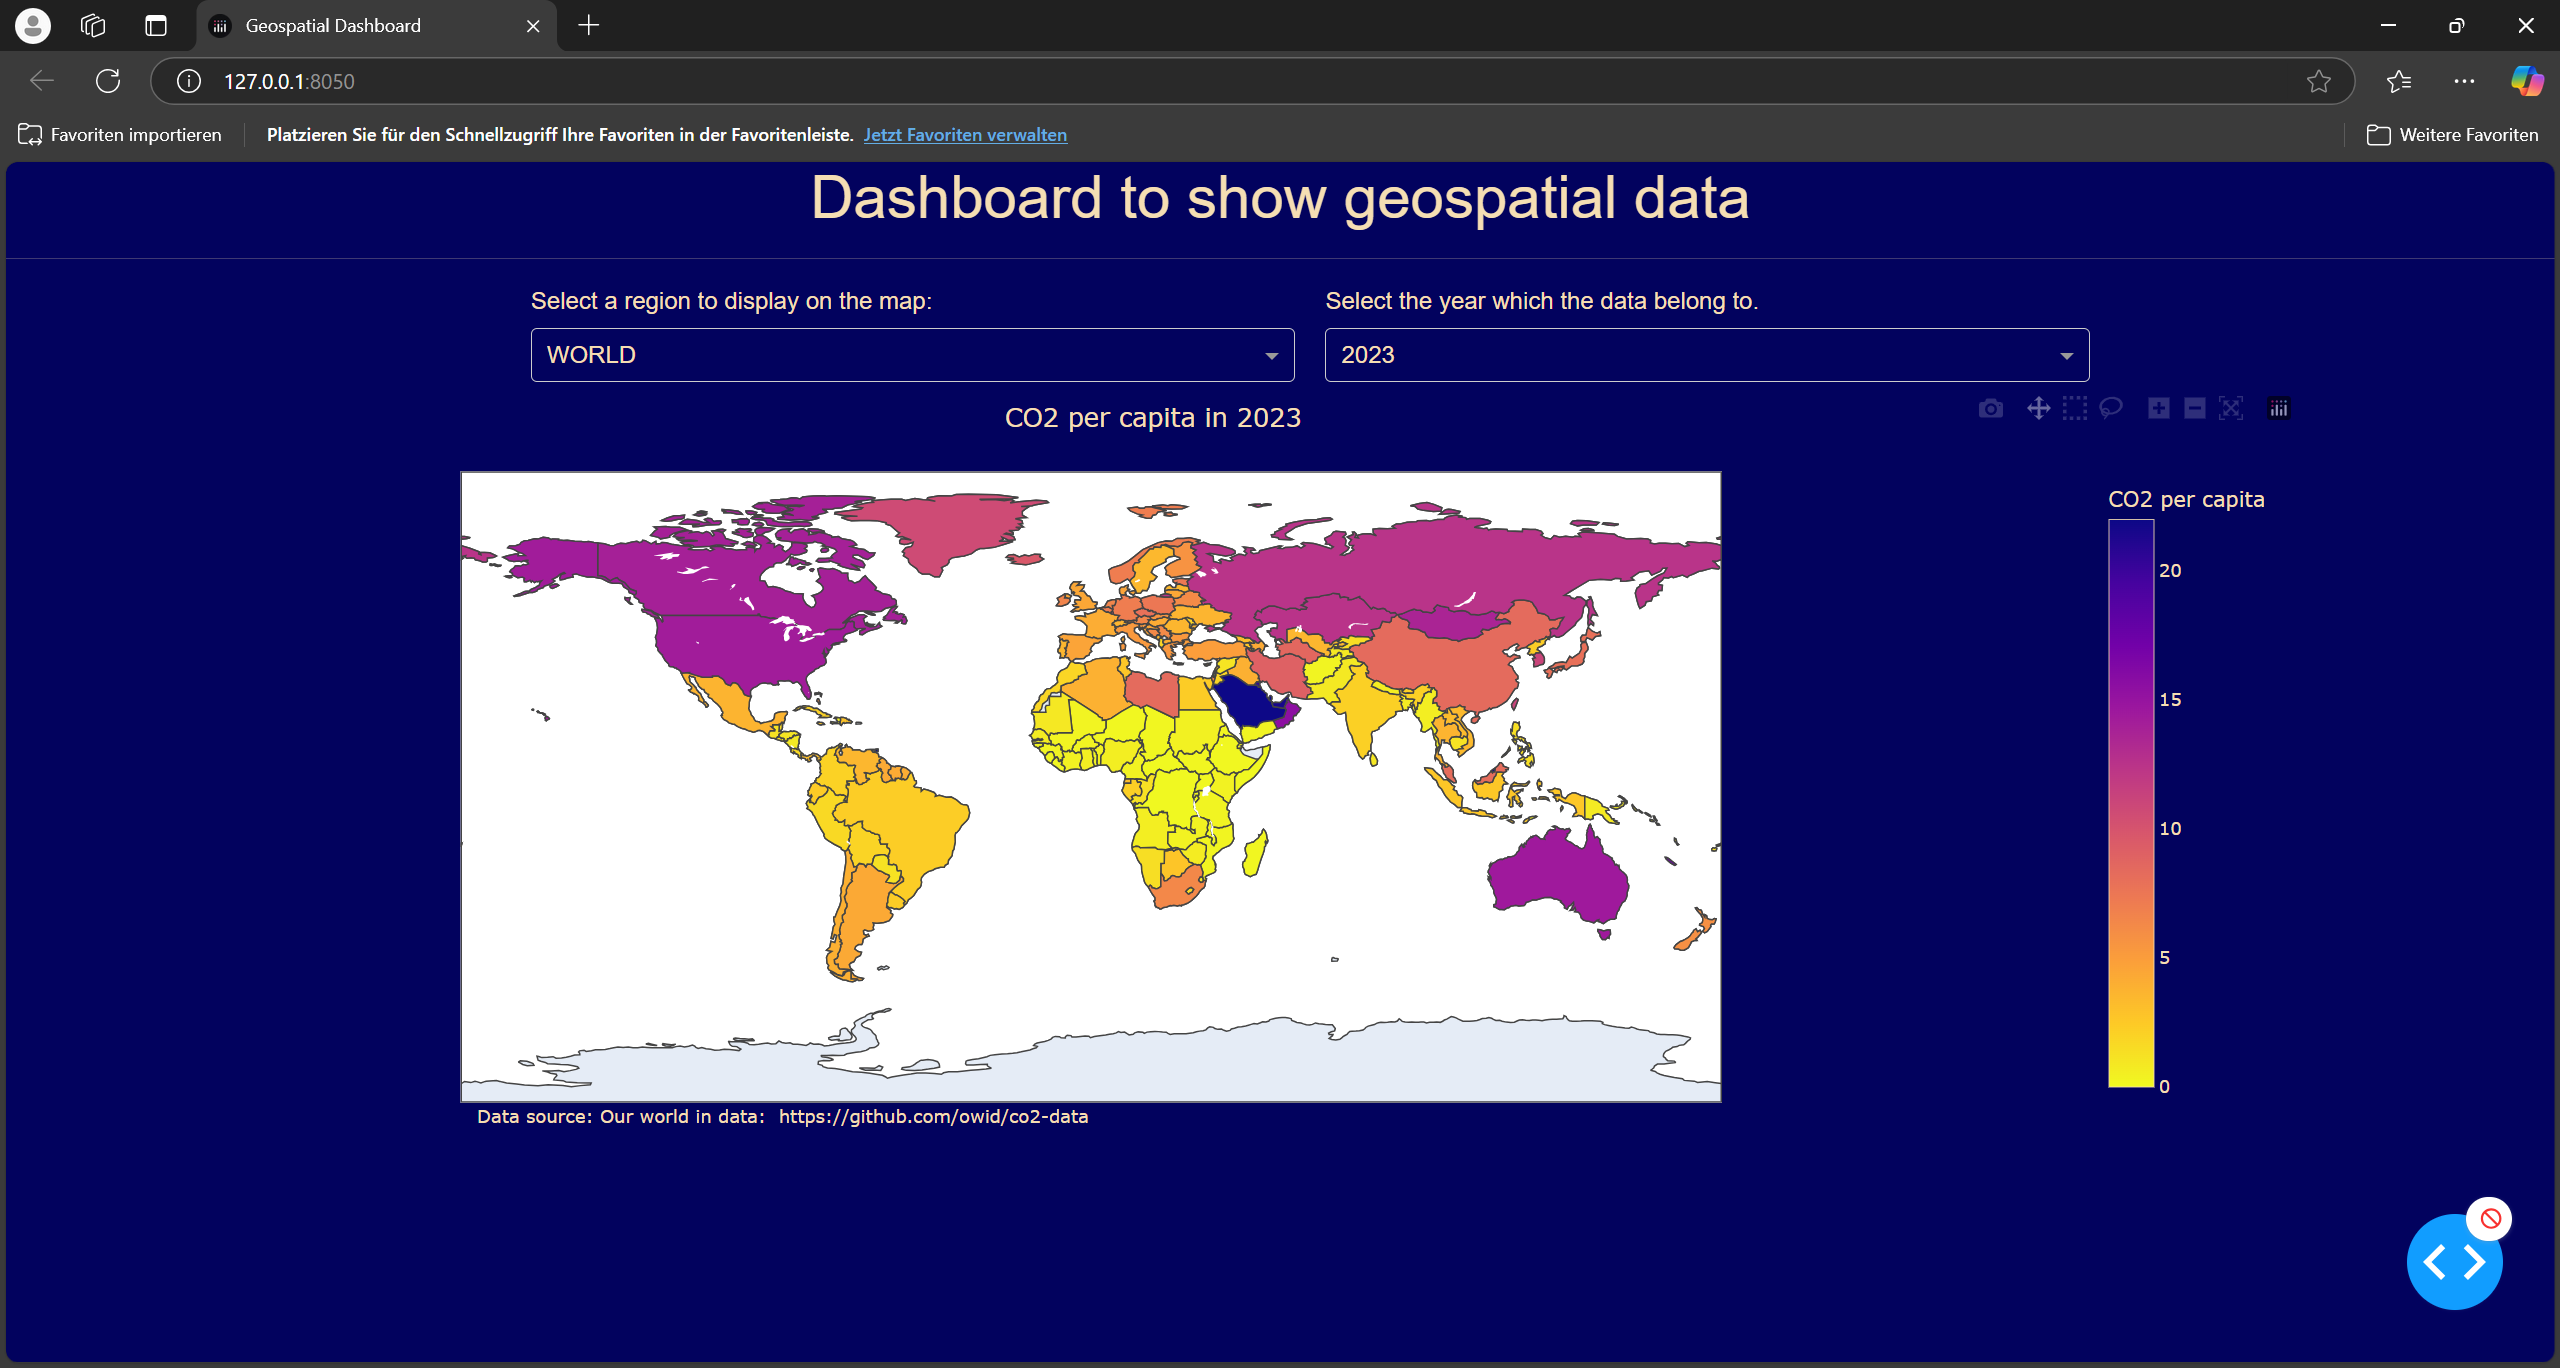 Geospatial Dashboard
127.0.0.1:8050
Favoriten importieren
Platzieren Sie für den Schnellzugriff Ihre Favoriten in der Favoritenleiste. Jetzt Favoriten verwalten
Weitere Favoriten
Dashboard to show geospatial data
Select a region to display on the map:
Select the year which the data belong to.
WORLD
2023
CO2 per capita in 2023
CO2 per capita
20
15
10
5
0
Data source: Our world in data: https://github.com/owid/co2-data